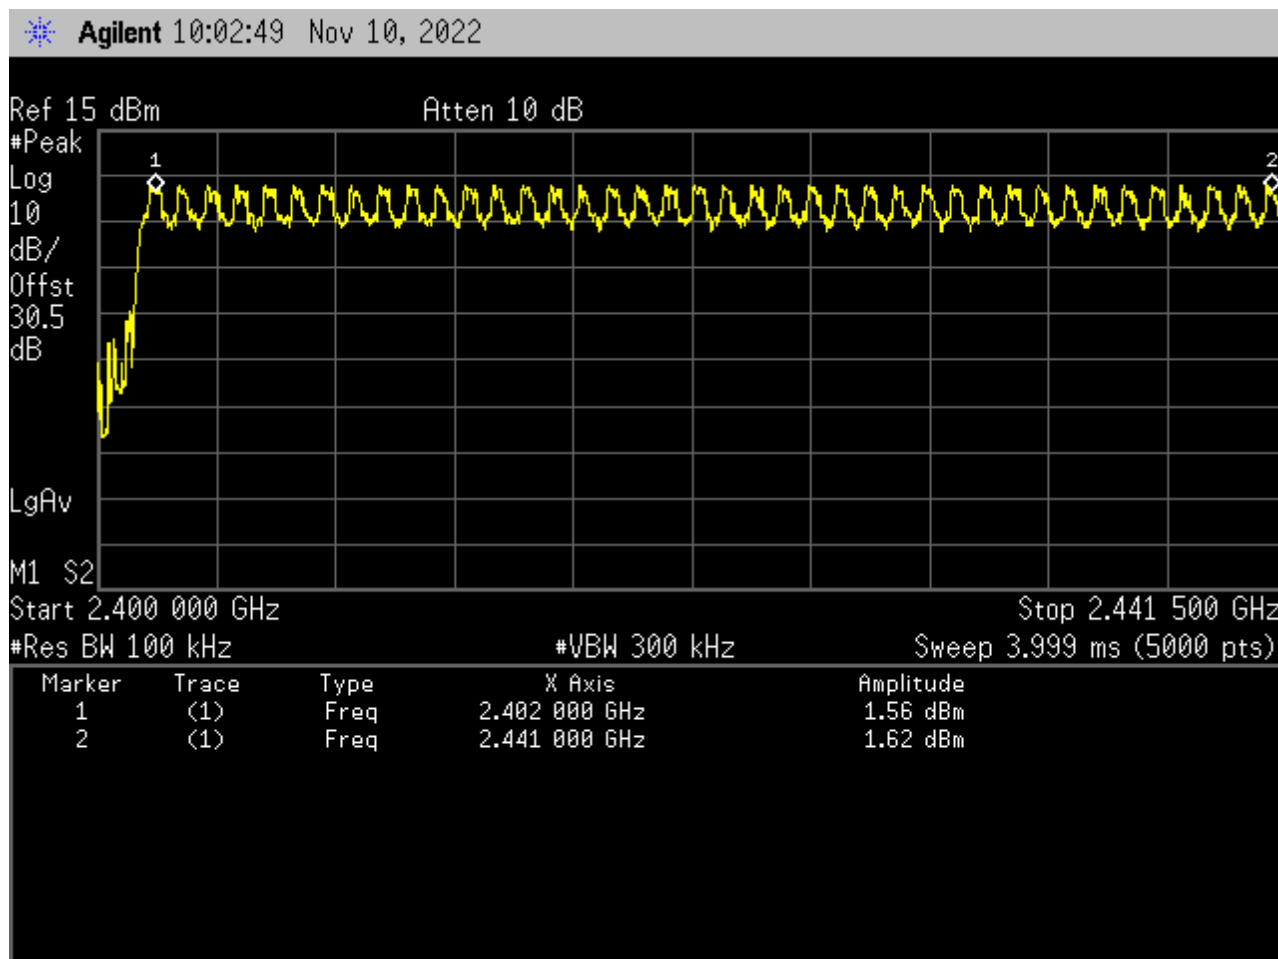 Agilent 10:02:49 Nov 10, 2022
Ref 15 dBm Atten 10 dB
#Peak
Log
10
dB/
Offst
30.5
dB
LgAv
M1 S2
1
2
Start 2.400 000 GHz Stop 2.441 500 GHz
#Res BW 100 kHz #VBW 300 kHz Sweep 3.999 ms (5000 pts)
Marker Trace Type X Axis Amplitude
1 (1) Freq 2.402 000 GHz 1.56 dBm
2 (1) Freq 2.441 000 GHz 1.62 dBm